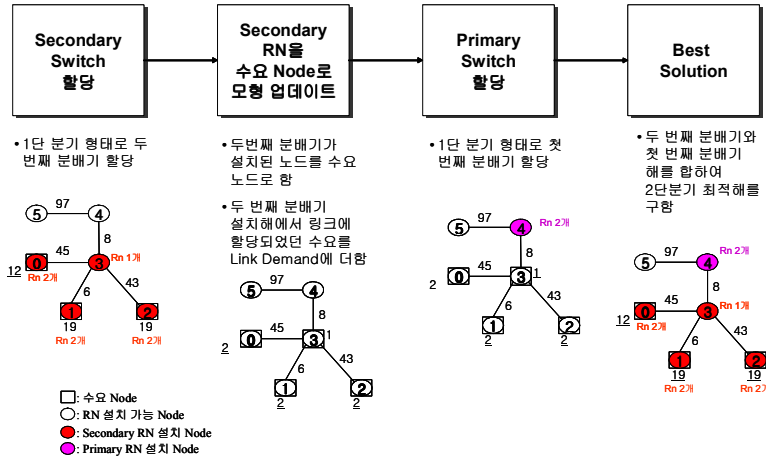 Secondary
Switch
할당
Secondary
RN을
수요 Node로
모형 업데이트
Primary
Switch
할당
Best
Solution
• 1단 분기 형태로 두
번째 분배기 할당
97
5
4
8
45
0
3
Rn 1개
12
Rn 2개
6
43
1
2
19
19
Rn 2개
Rn 2개
• 두번째 분배기가
설치된 노드를 수요
노드로 함
• 두 번째 분배기
설치해에서 링크에
할당되었던 수요를
Link Demand에 더함
97
5
4
8
45
0
3
1
2
6
43
1
2
2
2
• 1단 분기 형태로 첫
번째 분배기 할당
97
5
4
Rn 2개
8
45
0
3
1
2
6
43
1
2
2
2
• 두 번째 분배기와
첫 번째 분배기
해를 합하여
2단분기 최적해를
구함
Rn 2개
97
5
4
8
45
0
3
Rn 1개
12
Rn 2개
6
43
1
2
19
19
Rn 2개
Rn 2개
: 수요 Node
: RN 설치 가능 Node
: Secondary RN 설치 Node
: Primary RN 설치 Node